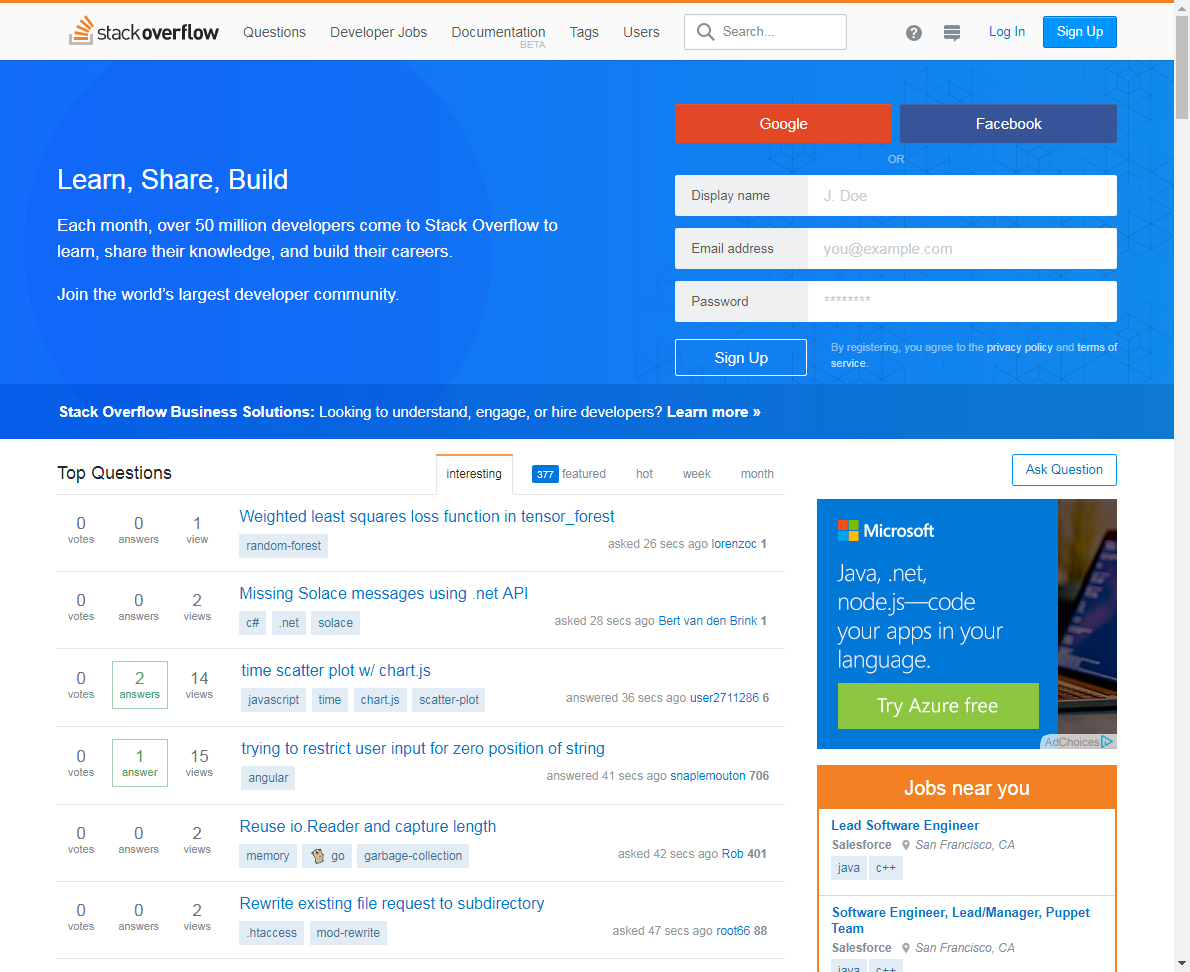 stackoverflow Questions Developer Jobs Documentation Tags Users Search... ? Log In Sign Up
BETA
Google Facebook
OR
Learn, Share, Build
Each month, over 50 million developers come to Stack Overflow to
learn, share their knowledge, and build their careers.
Join the world's largest developer community.
Display name J. Doe
Email address you@example.com
Password ********
Sign Up By registering, you agree to the privacy policy and terms of
service.
Stack Overflow Business Solutions: Looking to understand, engage, or hire developers? Learn more »
Top Questions interesting 377 featured hot week month
0 0 1 Weighted least squares loss function in tensor_forest
votes answers view random-forest asked 26 secs ago lorenzoc 1
0 0 2 Missing Solace messages using .net API
votes answers views c# .net solace asked 28 secs ago Bert van den Brink 1
0 2 14 time scatter plot w/ chart.js
votes answers views javascript time chart.js scatter-plot answered 36 secs ago user2711286 6
0 1 15 trying to restrict user input for zero position of string
votes answer views angular answered 41 secs ago snaplemouton 706
0 0 2 Reuse io.Reader and capture length
votes answers views memory go garbage-collection asked 42 secs ago Rob 401
0 0 2 Rewrite existing file request to subdirectory
votes answers views .htaccess mod-rewrite asked 47 secs ago root66 88
Ask Question
Microsoft
Java, .net,
node.js—code
your apps in your
language.
Try Azure free
AdChoices
Jobs near you
Lead Software Engineer
Salesforce San Francisco, CA
java c++
Software Engineer, Lead/Manager, Puppet
Team
Salesforce San Francisco, CA
java c++